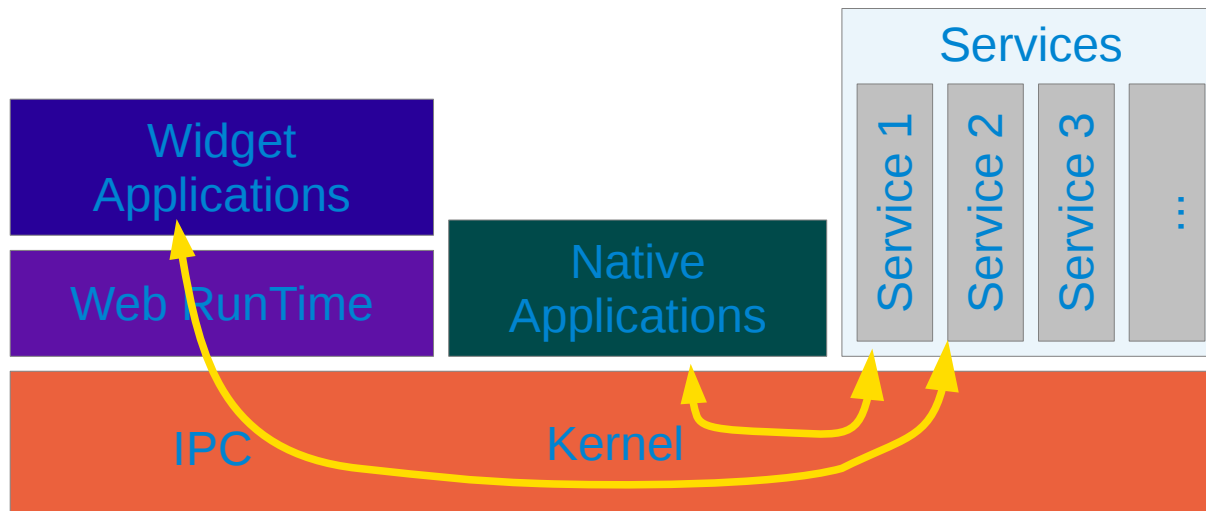 Services
Widget
Applications
Web RunTime
Native
Applications
Service 1
Service 2
Service 3
...
IPC
Kernel